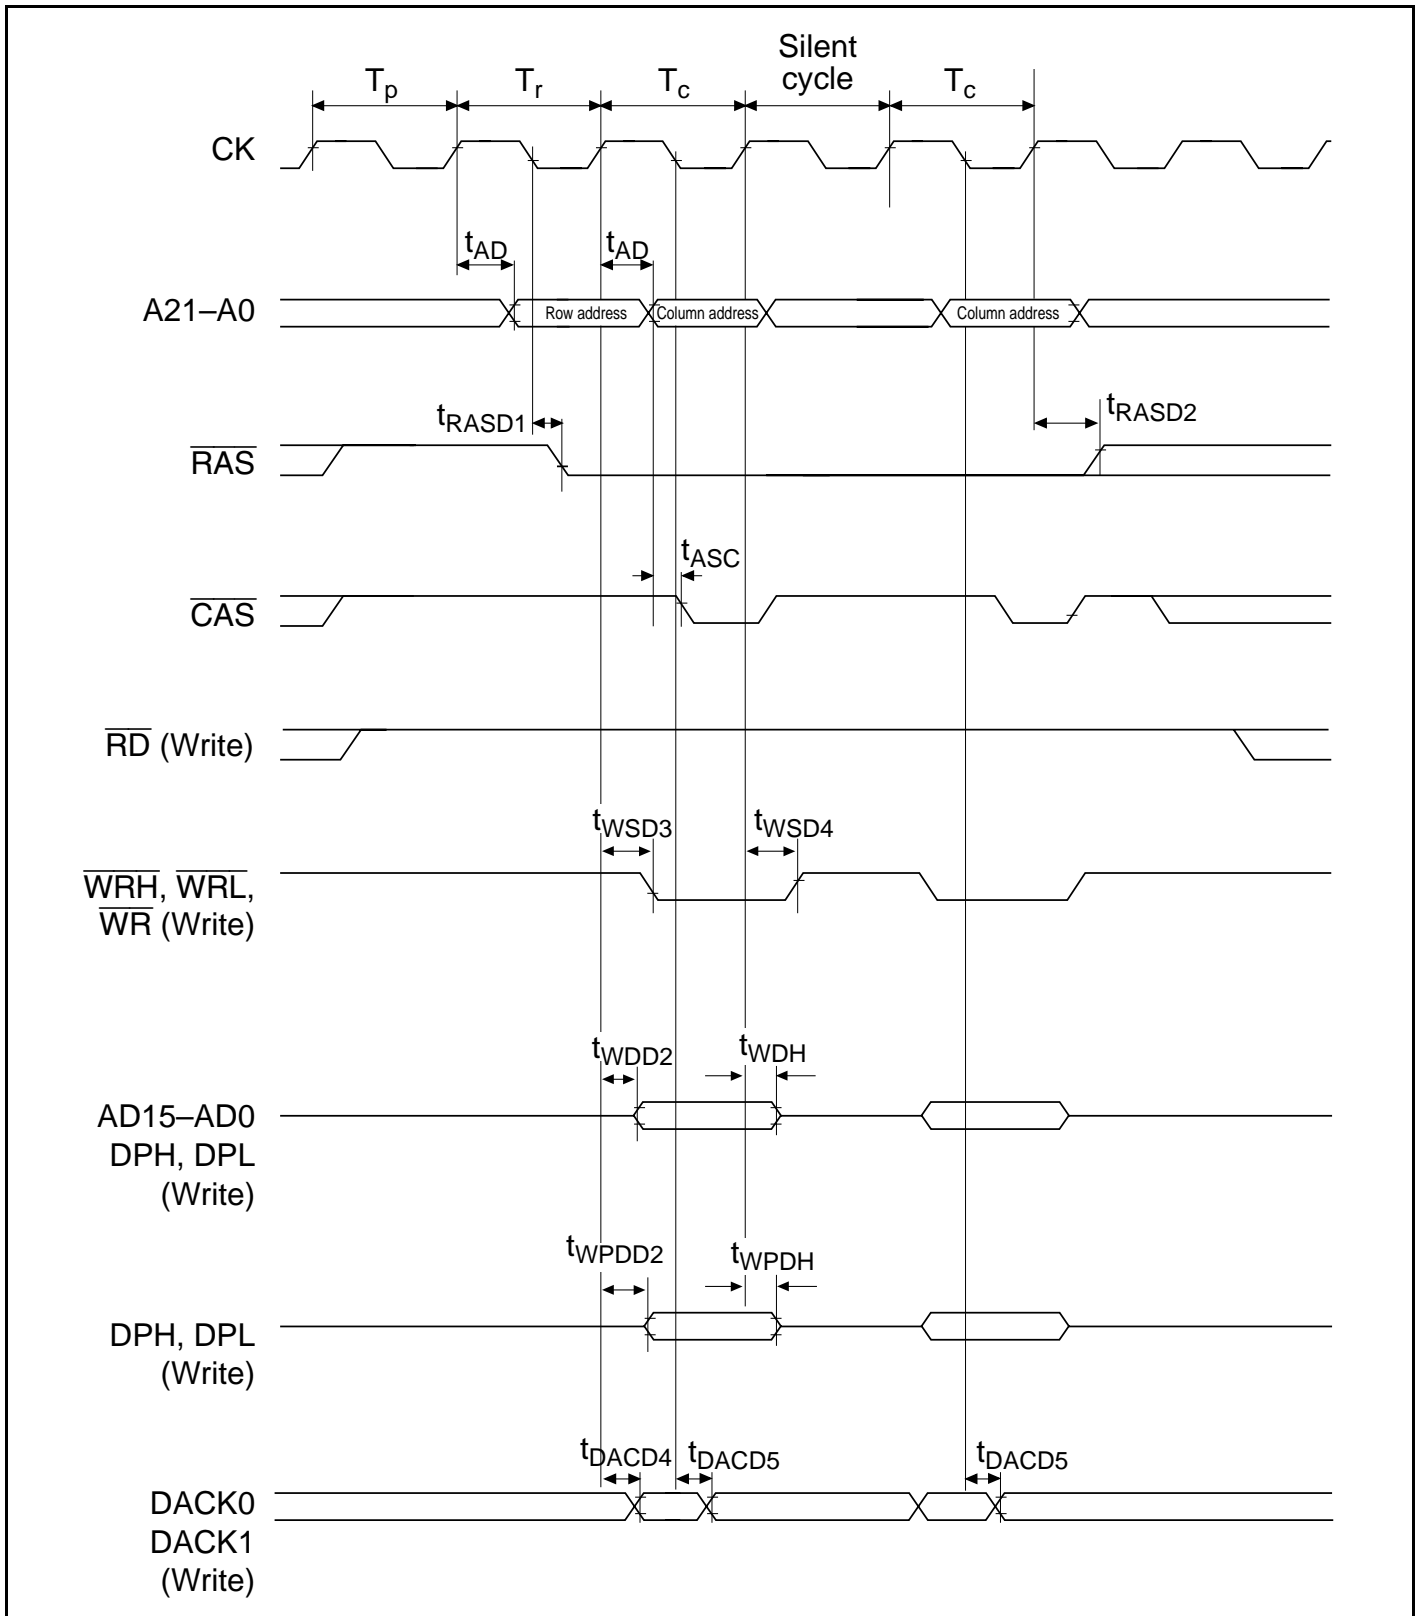 Silent
cycle
Tp
Tr
Tc
Tc
CK
tAD
tAD
A21–A0
Row address
Column address
Column address
tRASD1
tRASD2
RAS
tASC
CAS
RD (Write)
tWSD3
tWSD4
WRH, WRL,
WR (Write)
tWDD2
tWDH
AD15–AD0
DPH, DPL
(Write)
tWPDD2
tWPDH
DPH, DPL
(Write)
tDACD4
tDACD5
tDACD5
DACK0
DACK1
(Write)